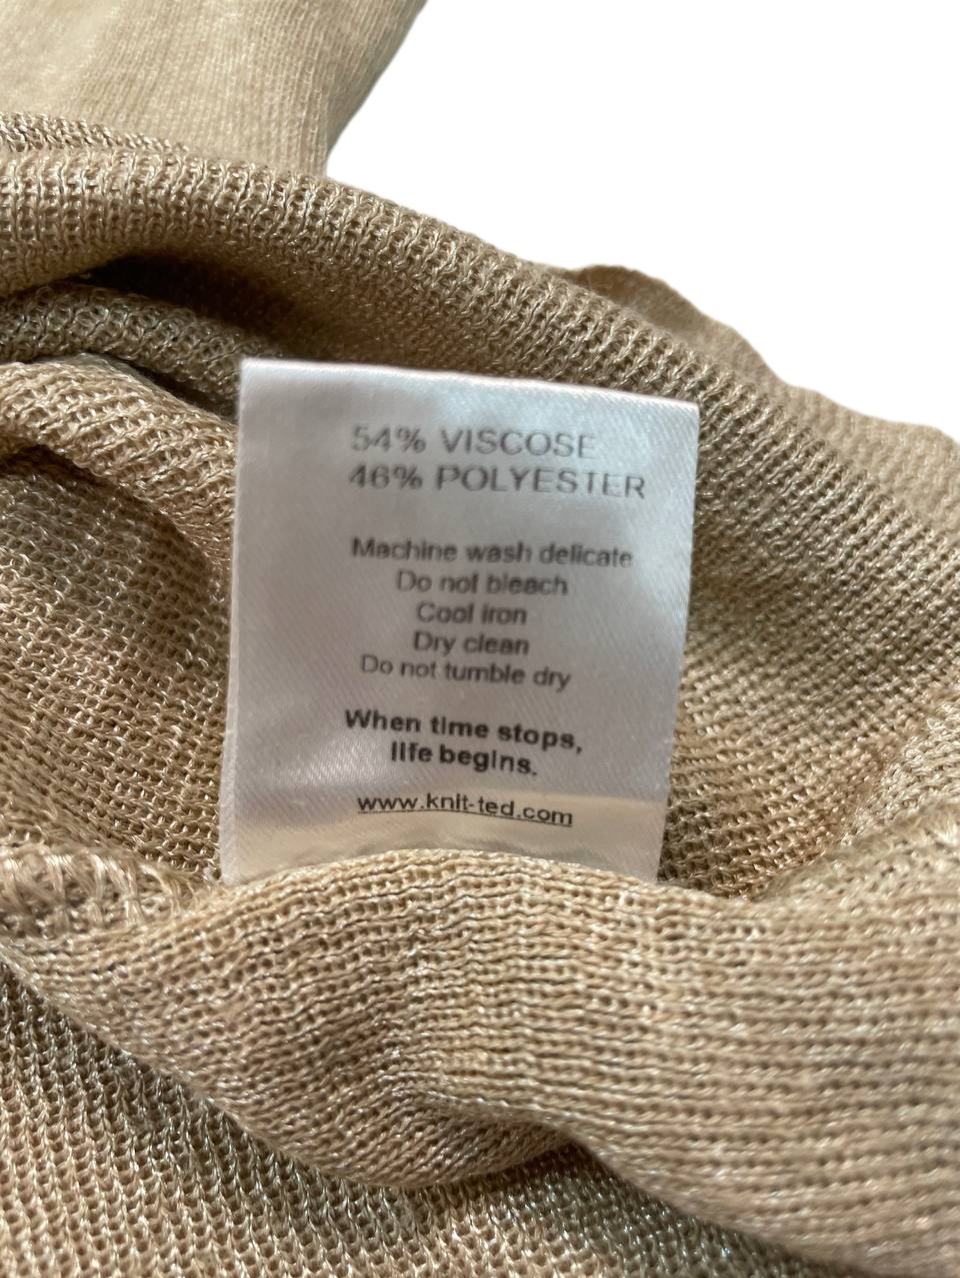 54% VISCOSE
46% POLYESTER
Machine wash delicate
Do not bleach
Cool iron
Dry clean
Do not tumble dry
When time stops,
life begins.
www.knit-ted.com